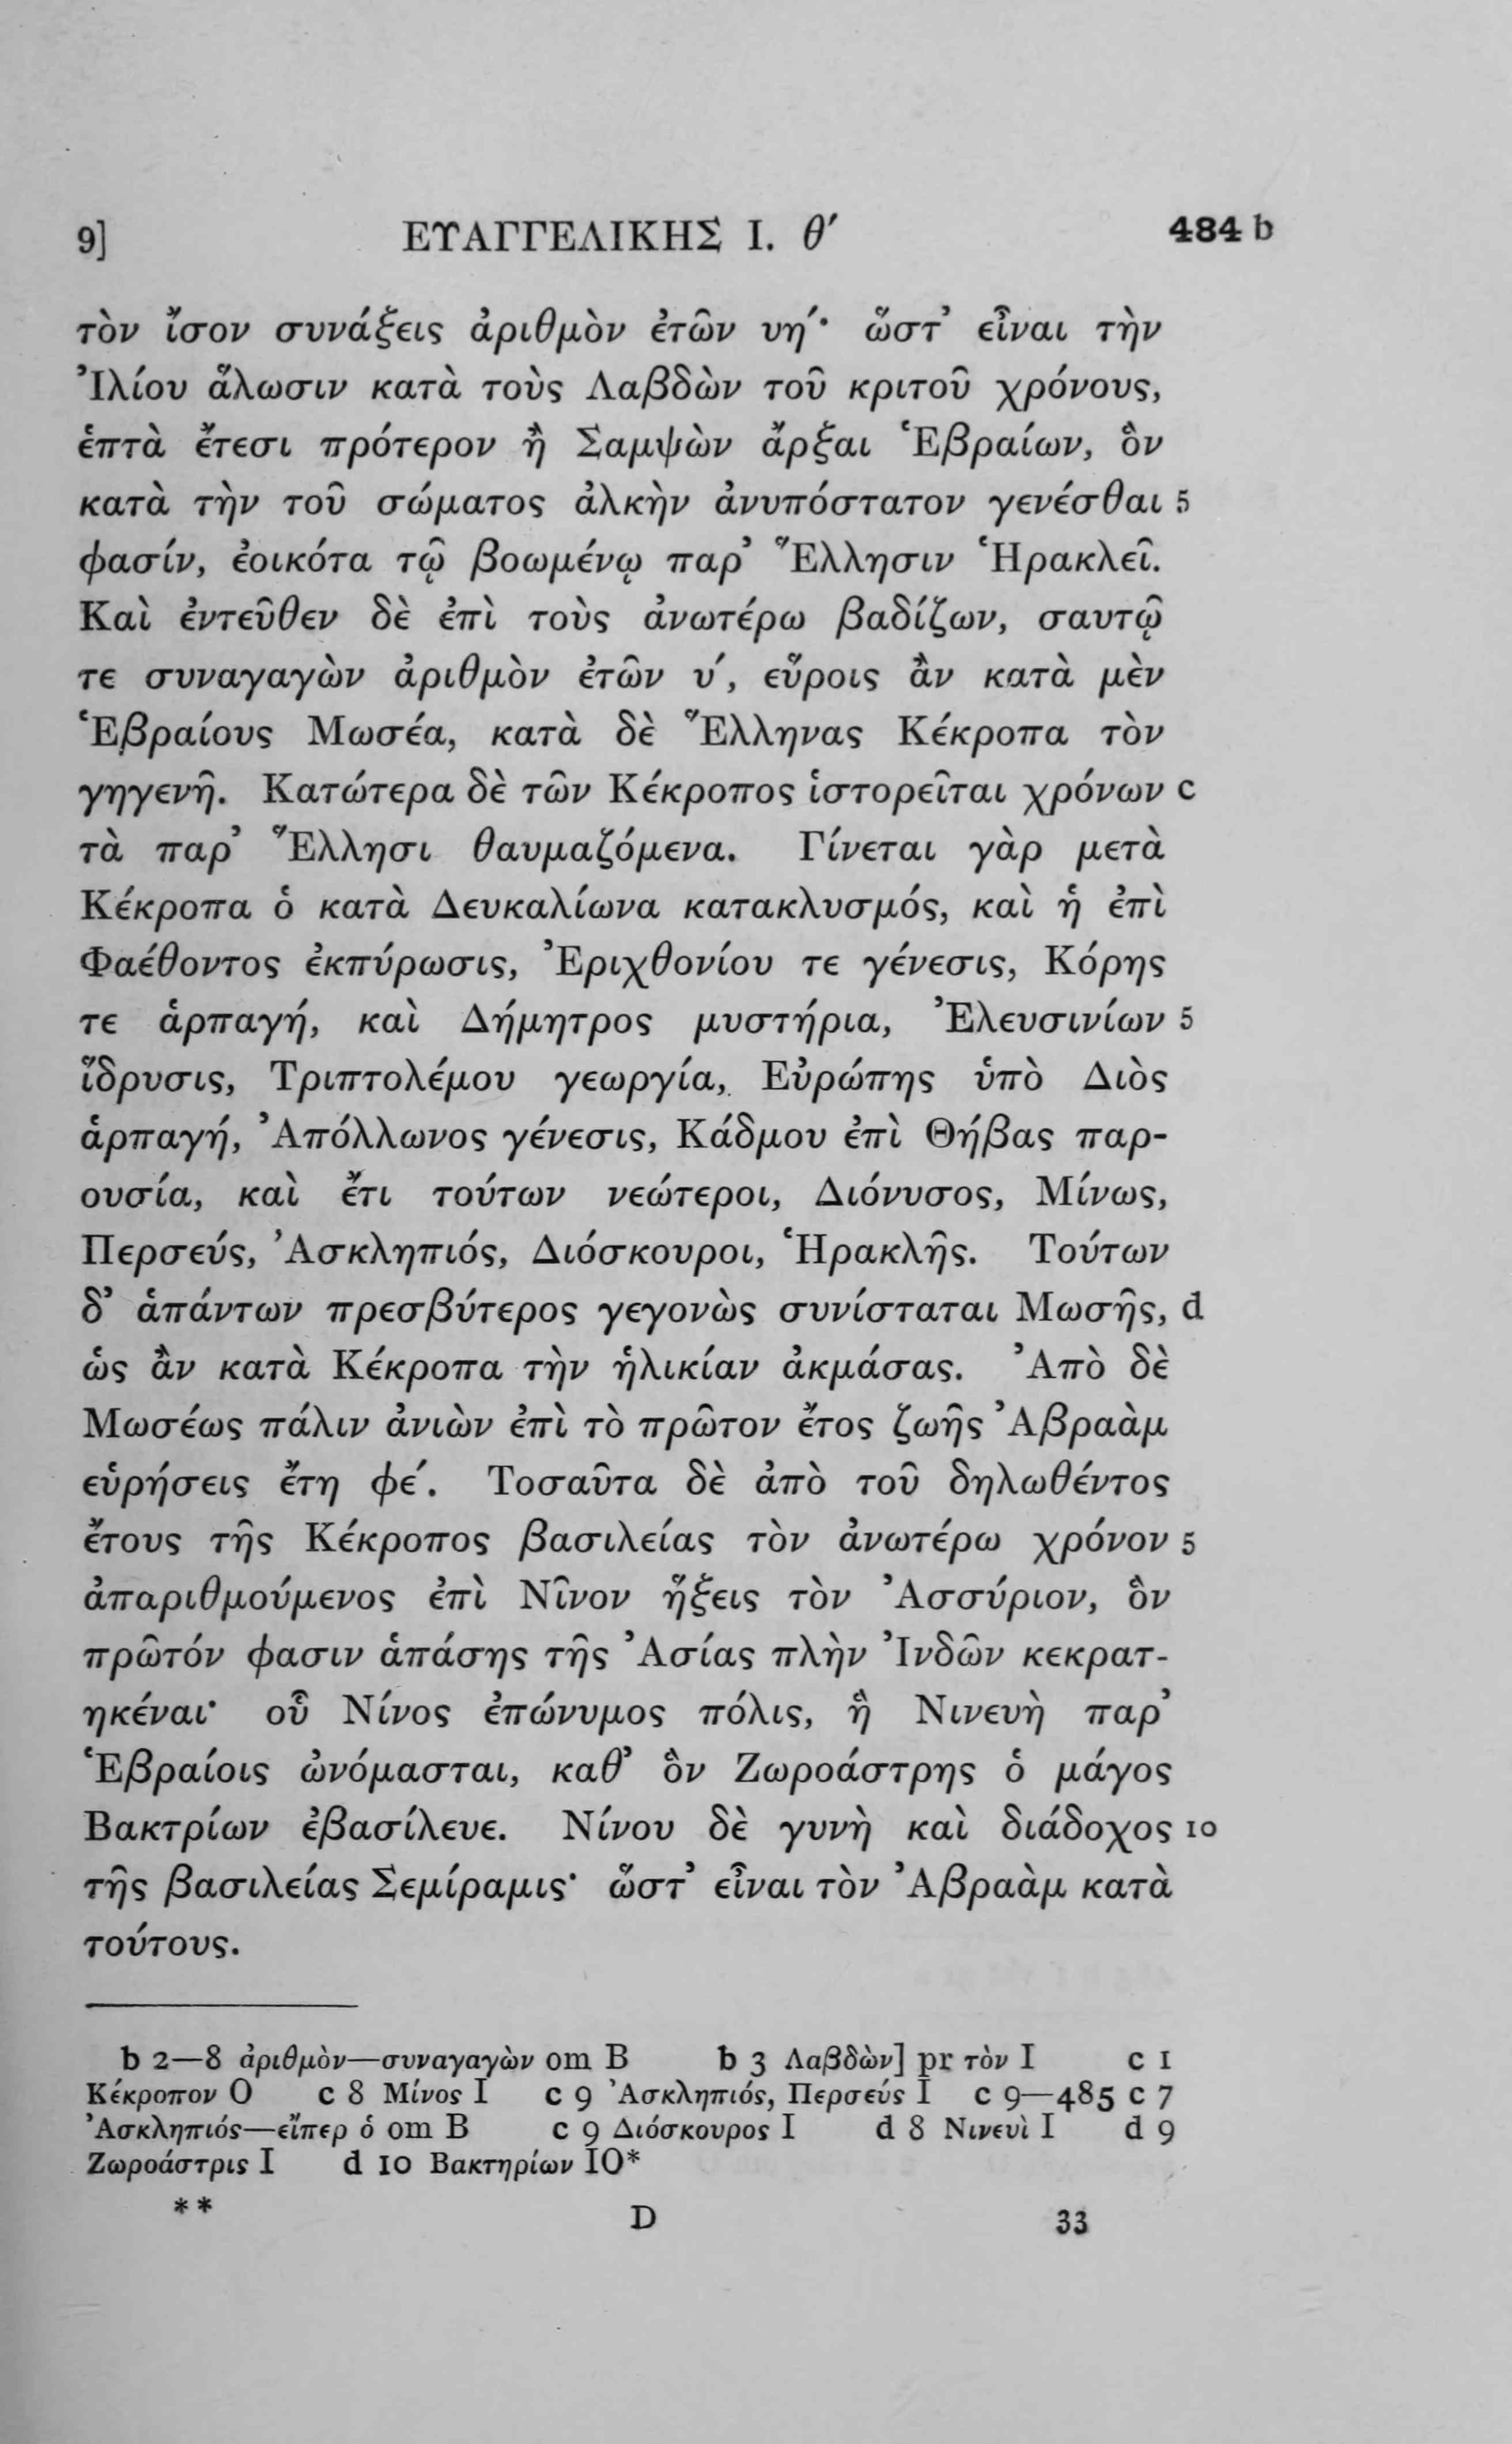 9] ΕΥΑΓΓΕΛΙΚΗΣ Ι. θ′ 484 b
τὸν ἴσον συνάξεις ἀριθμὸν ἐτῶν υη′· ὥστ’ εἶναι τὴν
Ἰλίου ἅλωσιν κατὰ τοὺς Λαβδὼν τοῦ κριτοῦ χρόνους,
ἑπτὰ ἔτεσι πρότερον ἢ Σαμψὼν ἄρξαι Ἑβραίων, ὃν
κατὰ τὴν τοῦ σώματος ἀλκὴν ἀνυπόστατον γενέσθαι 5
φασίν, ἐοικότα τῷ βοωμένῳ παρ’ Ἕλλησιν Ἡρακλεῖ.
Καὶ ἐντεῦθεν δὲ ἐπὶ τοὺς ἀνωτέρω βαδίζων, σαυτῷ
τε συναγαγὼν ἀριθμὸν ἐτῶν υ′, εὕροις ἂν κατὰ μὲν
Ἑβραίους Μωσέα, κατὰ δὲ Ἕλληνας Κέκροπα τὸν
γηγενῆ. Κατώτερα δὲ τῶν Κέκροπος ἱστορεῖται χρόνων c
τὰ παρ’ Ἕλλησι θαυμαζόμενα. Γίνεται γὰρ μετὰ
Κέκροπα ὁ κατὰ Δευκαλίωνα κατακλυσμός, καὶ ἡ ἐπὶ
Φαέθοντος ἐκπύρωσις, Ἐριχθονίου τε γένεσις, Κόρης
τε ἁρπαγή, καὶ Δήμητρος μυστήρια, Ἐλευσινίων 5
ἵδρυσις, Τριπτολέμου γεωργία, Εὐρώπης ὑπὸ Διὸς
ἁρπαγή, Ἀπόλλωνος γένεσις, Κάδμου ἐπὶ Θήβας παρ-
ουσία, καὶ ἔτι τούτων νεώτεροι, Διόνυσος, Μίνως,
Περσεύς, Ἀσκληπιός, Διόσκουροι, Ἡρακλῆς. Τούτων
δ’ ἁπάντων πρεσβύτερος γεγονὼς συνίσταται Μωσῆς, d
ὡς ἂν κατὰ Κέκροπα τὴν ἡλικίαν ἀκμάσας. Ἀπὸ δὲ
Μωσέως πάλιν ἀνιὼν ἐπὶ τὸ πρῶτον ἔτος ζωῆς Ἀβραὰμ
εὑρήσεις ἔτη φε′. Τοσαῦτα δὲ ἀπὸ τοῦ δηλωθέντος
ἔτους τῆς Κέκροπος βασιλείας τὸν ἀνωτέρω χρόνον 5
ἀπαριθμούμενος ἐπὶ Νῖνον ἥξεις τὸν Ἀσσύριον, ὃν
πρῶτόν φασιν ἁπάσης τῆς Ἀσίας πλὴν Ἰνδῶν κεκρατ-
ηκέναι· οὗ Νίνος ἐπώνυμος πόλις, ἣ Νινευὴ παρ’
Ἑβραίοις ὠνόμασται, καθ’ ὃν Ζωροάστρης ὁ μάγος
Βακτρίων ἐβασίλευε. Νίνου δὲ γυνὴ καὶ διάδοχος 10
τῆς βασιλείας Σεμίραμις· ὥστ’ εἶναι τὸν Ἀβραὰμ κατὰ
τούτους.
b 2—8 ἀριθμὸν—συναγαγὼν om B b 3 Λαβδὼν] pr τὸν I c 1
Κέκροπον O c 8 Μίνος I c 9 Ἀσκληπιός, Περσεύς I c 9—485 c 7
Ἀσκληπιός—εἴπερ ὁ om B c 9 Διόσκουρος I d 8 Νινευὶ I d 9
Ζωροάστρις I d 10 Βακτηρίων IO*
** D 33